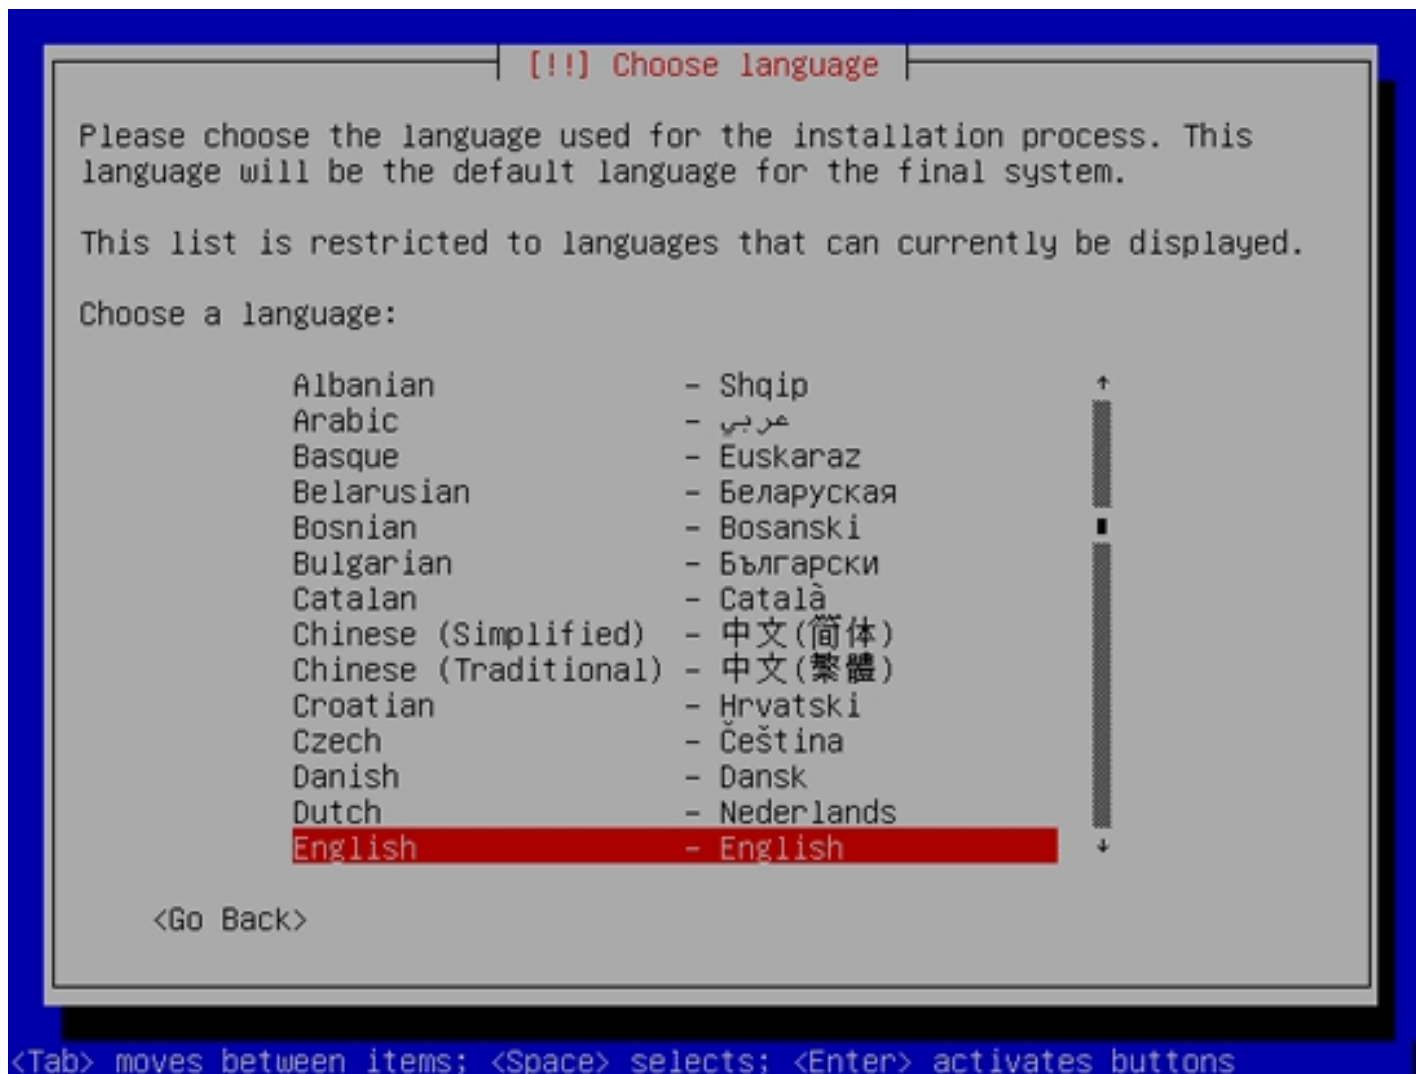 [!!] Choose language
Please choose the language used for the installation process. This
language will be the default language for the final system.
This list is restricted to languages that can currently be displayed.
Choose a language:
Albanian - Shqip
Arabic - عربي
Basque - Euskaraz
Belarusian - Беларуская
Bosnian - Bosanski
Bulgarian - Български
Catalan - Català
Chinese (Simplified) - 中文(简体)
Chinese (Traditional) - 中文(繁體)
Croatian - Hrvatski
Czech - Čeština
Danish - Dansk
Dutch - Nederlands
English - English
<Go Back>
<Tab> moves between items; <Space> selects; <Enter> activates buttons